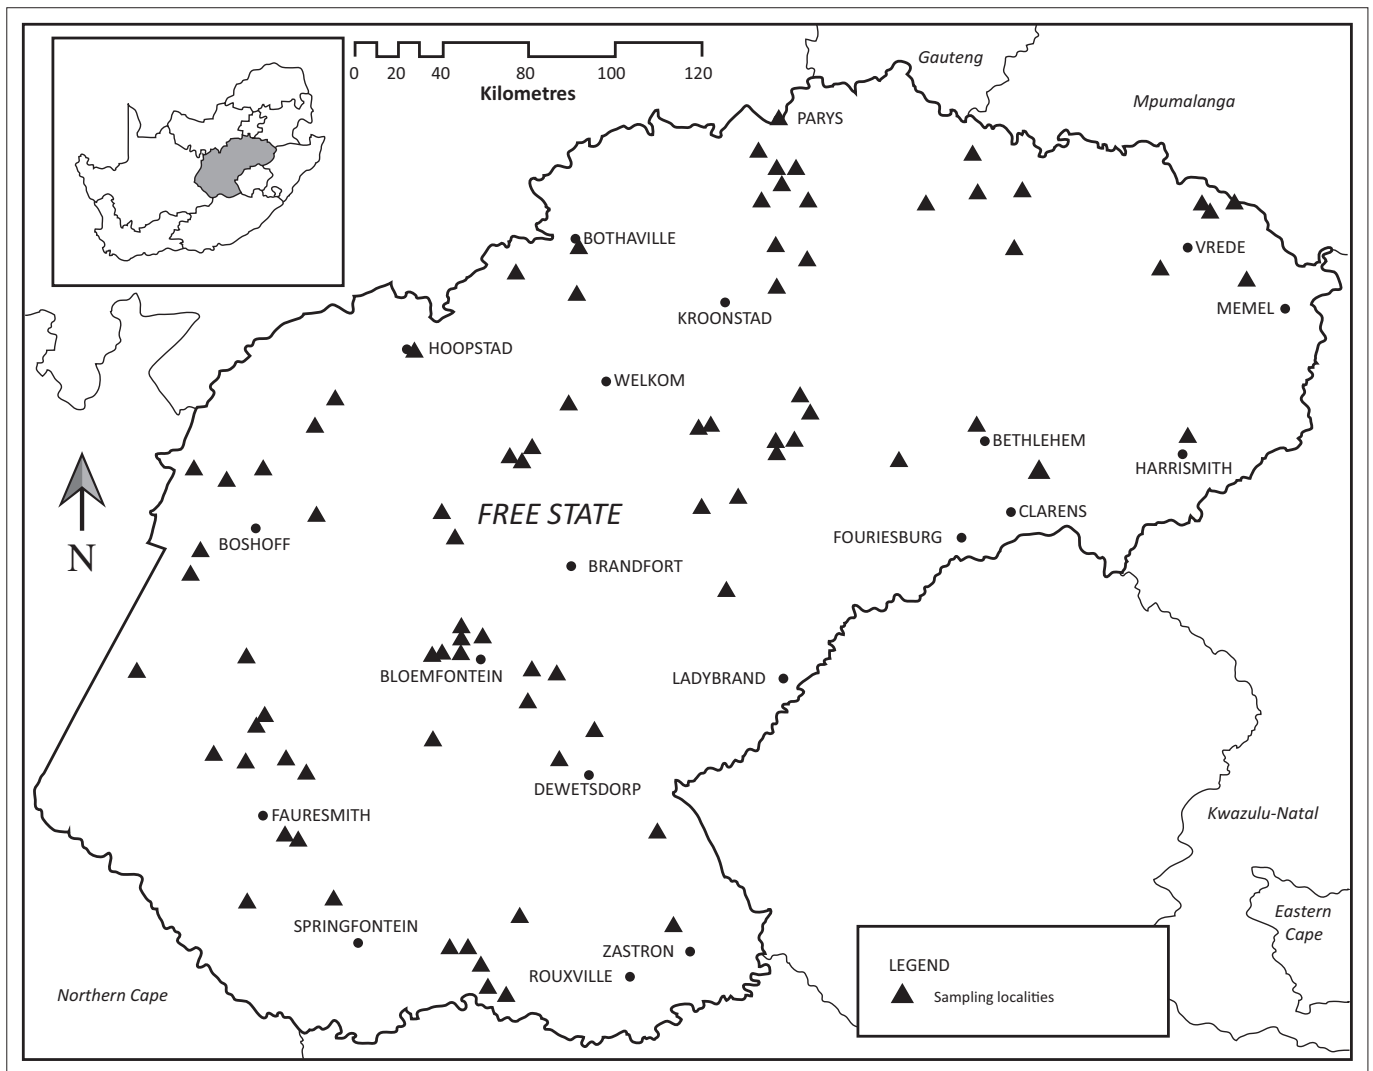 Gauteng
Mpumalanga
0 20 40 80 100 120
Kilometres
PARYS
BOTHAVILLE
VREDE
MEMEL
KROONSTAD
HOOPSTAD
WELKOM
BETHLEHEM
HARRISMITH
FREE STATE
CLARENS
BOSHOFF
FOURIESBURG
N
BRANDFORT
BLOEMFONTEIN
LADYBRAND
DEWETSDORP
FAURESMITH
Kwazulu-Natal
SPRINGFONTEIN
Eastern
Cape
ZASTRON
ROUXVILLE
Northern Cape
LEGEND
Sampling localities